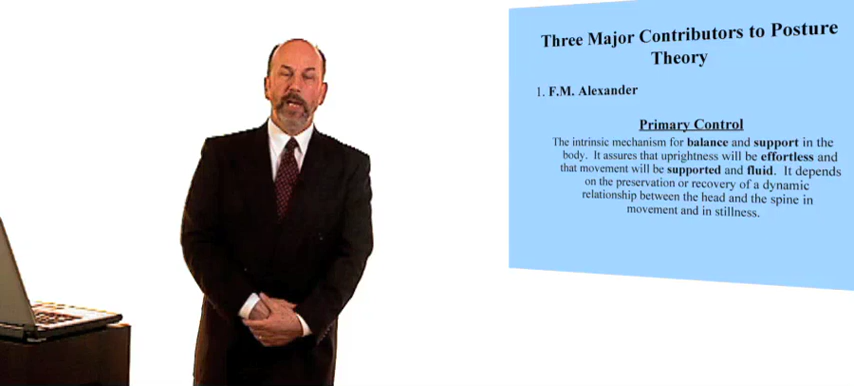 Three Major Contributors to Posture
Theory
1. F.M. Alexander
Primary Control
The intrinsic mechanism for balance and support in the
body. It assures that uprightness will be effortless and
that movement will be supported and fluid. It depends
on the preservation or recovery of a dynamic
relationship between the head and the spine in
movement and in stillness.